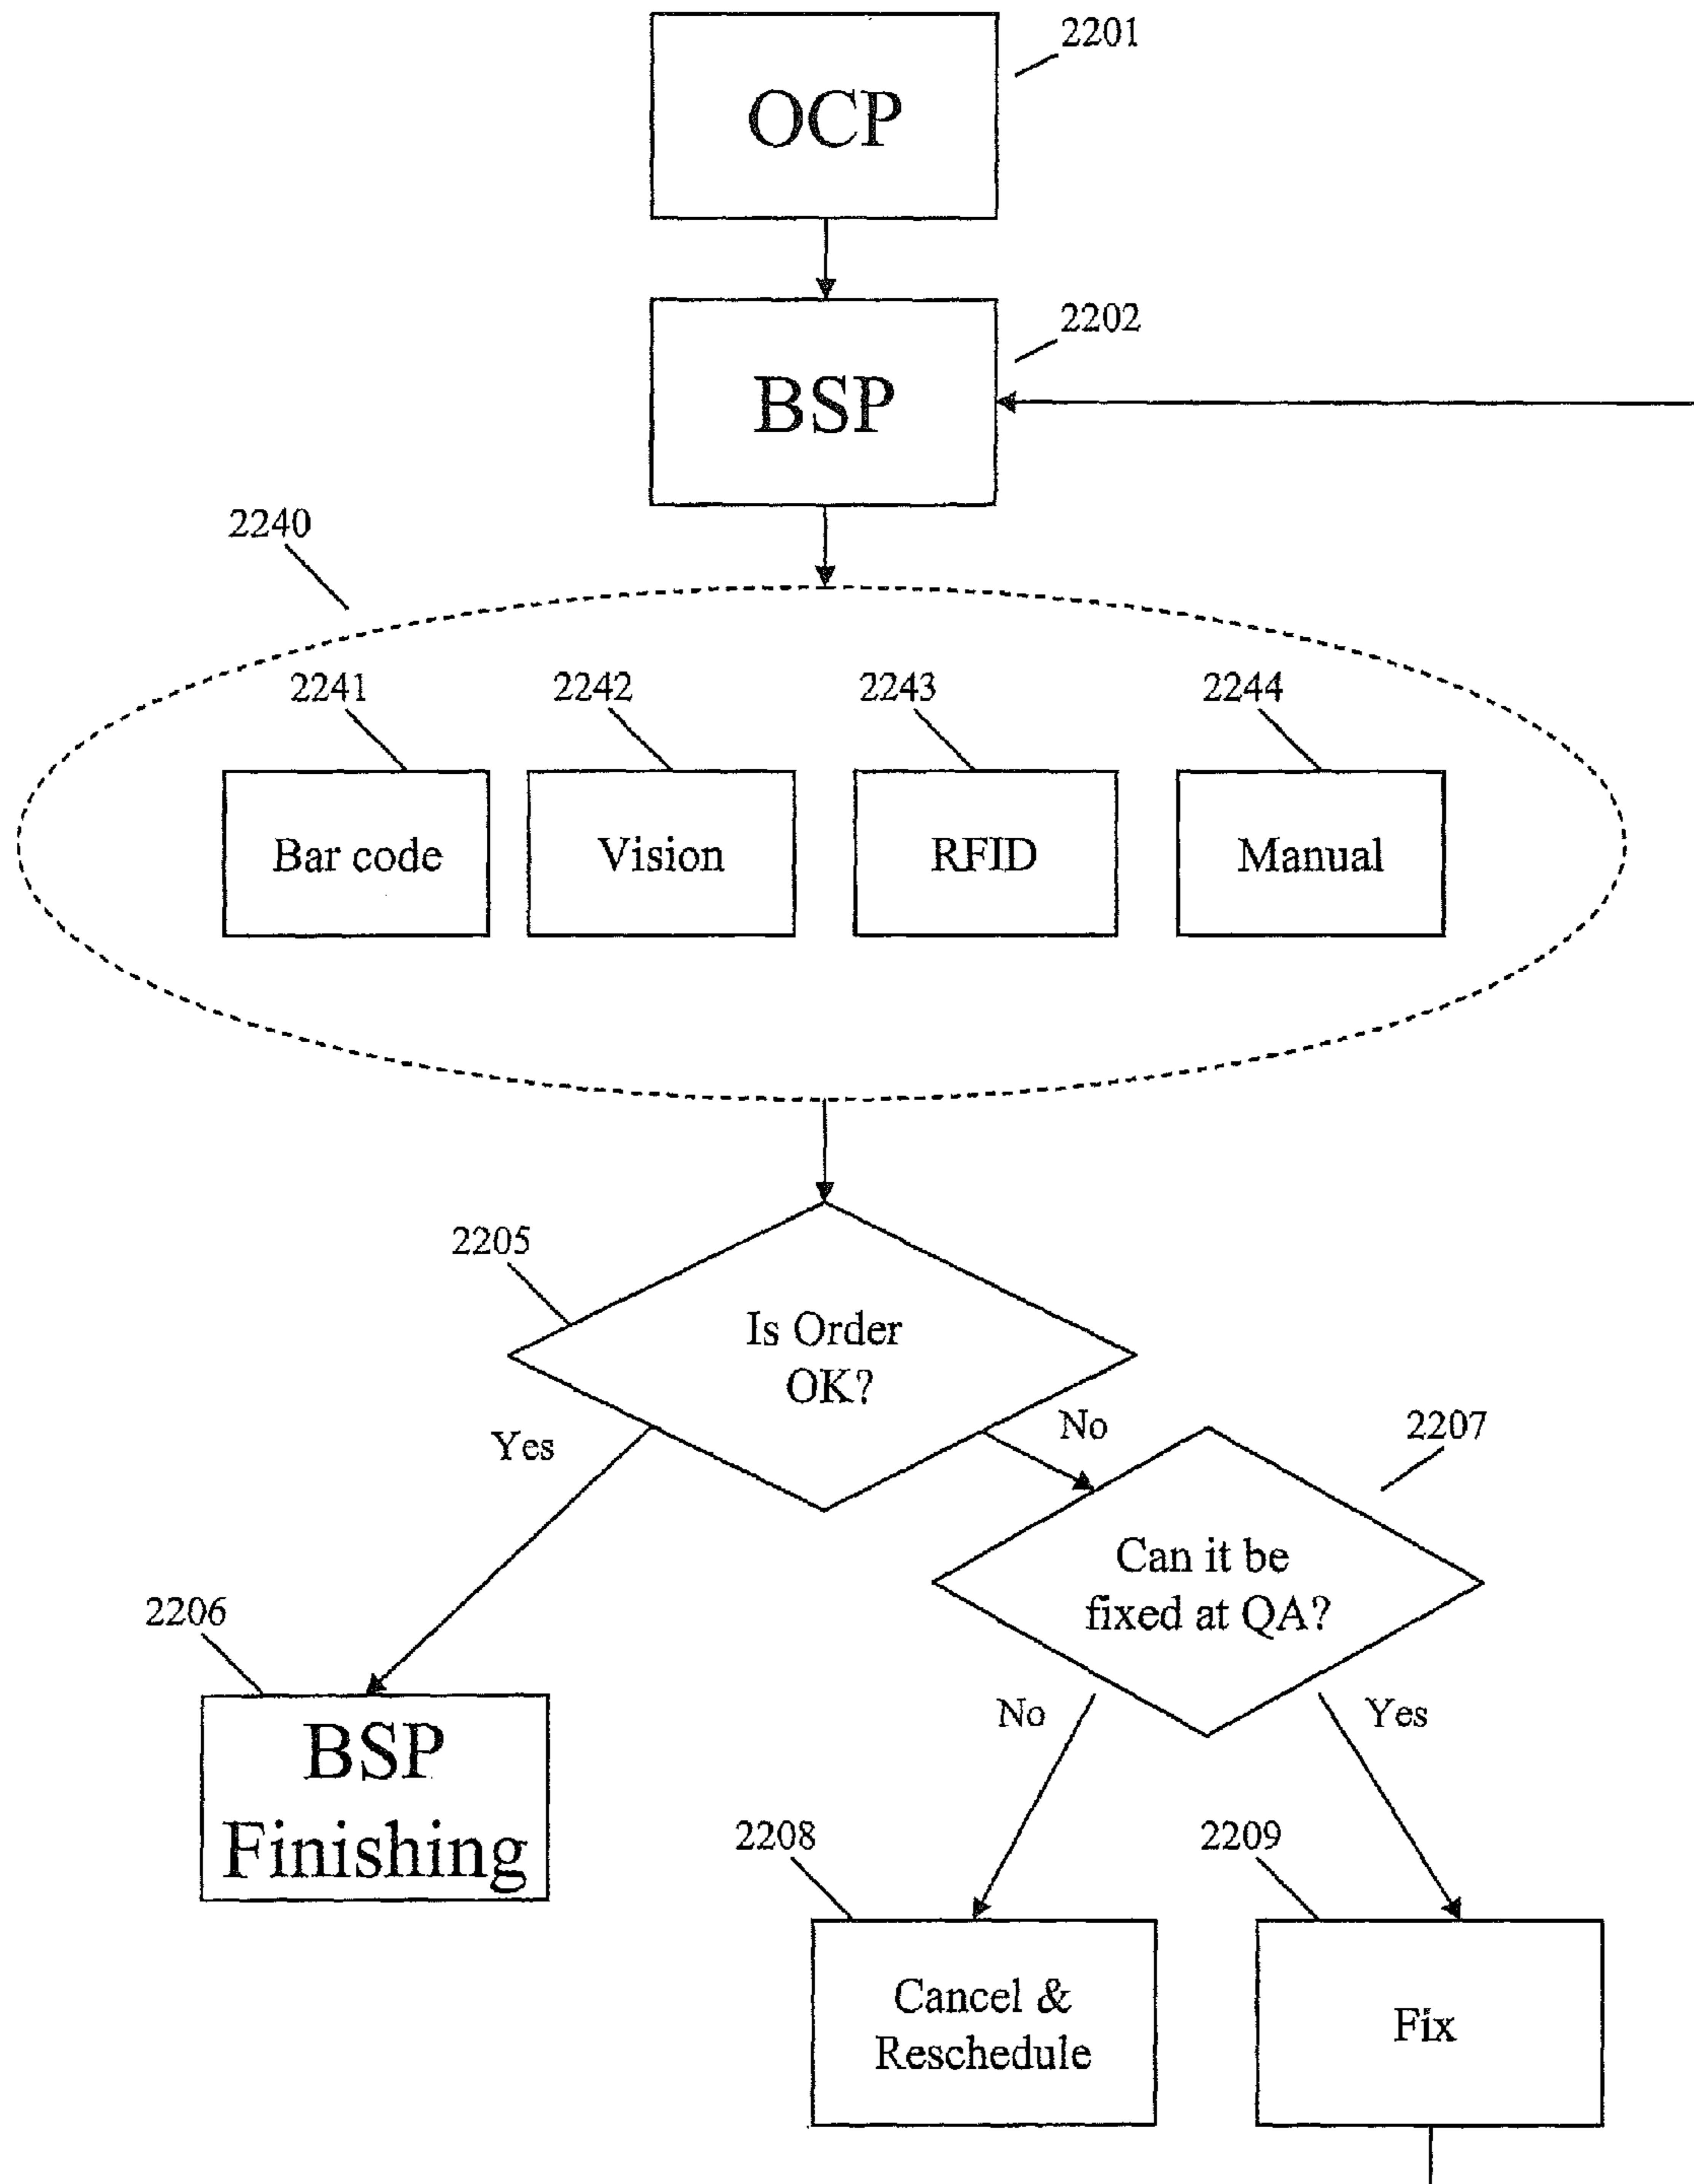 2201
OCP
2202
BSP
2240
2241
2242
2243
2244
Bar code
Vision
RFID
Manual
2205
Is Order
OK?
Yes
No
2207
Can it be
fixed at QA?
2206
BSP
Finishing
No
Yes
2208
2209
Cancel &
Reschedule
Fix